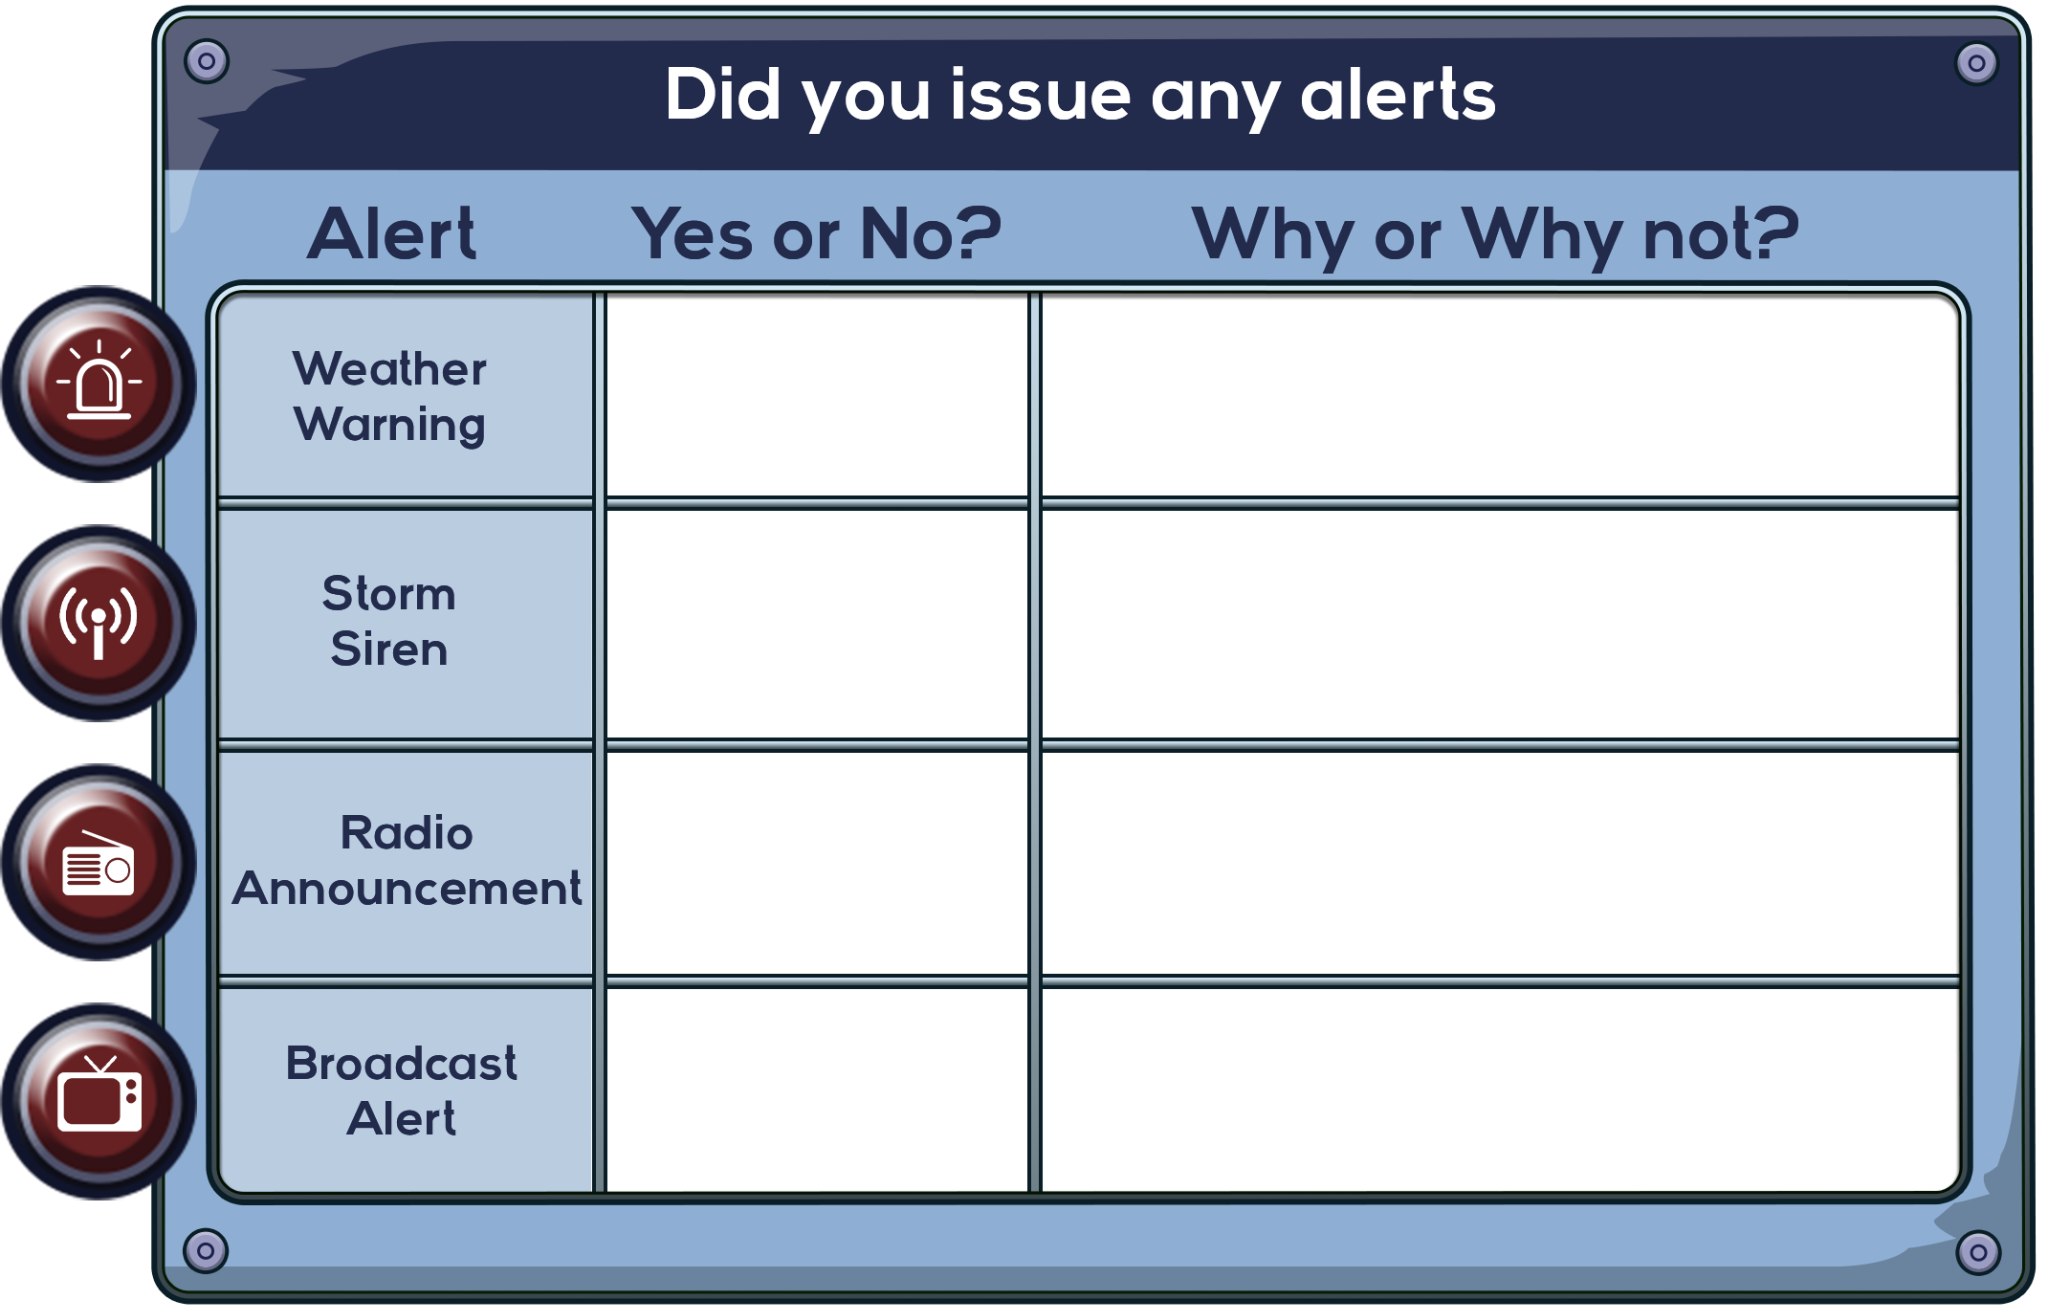 Did you issue any alerts
Alert Yes or No? Why or Why not?
Weather
Warning
Storm
Siren
Radio
Announcement
Broadcast
Alert